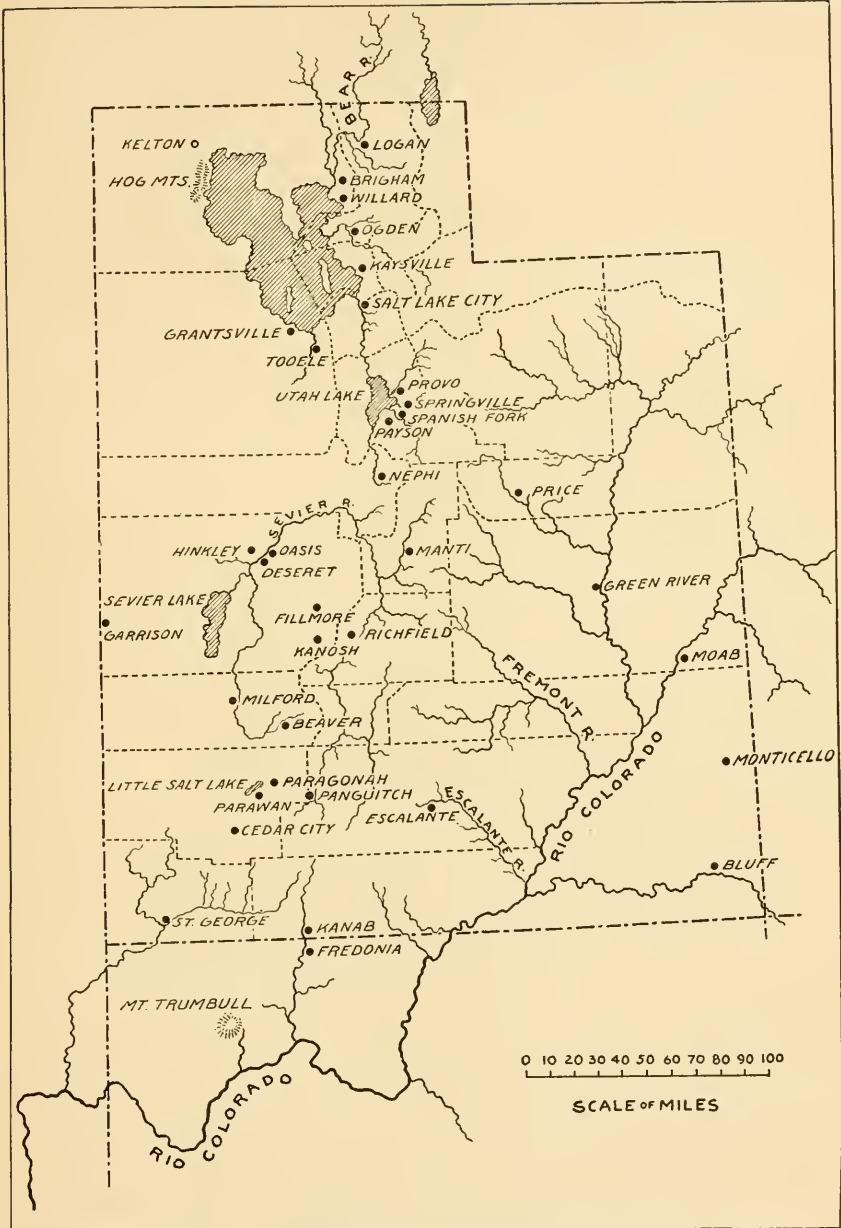 BEAR R.
KELTON
LOGAN
HOG MTS.
BRIGHAM
WILLARD
OGDEN
KAYSVILLE
SALT LAKE CITY
GRANTSVILLE
TOOELE
UTAH LAKE
PROVO
SPRINGVILLE
SPANISH FORK
PAYSON
NEPHI
PRICE
SEVIER R.
HINKLEY
OASIS
MANTI
DESERET
GREEN RIVER
SEVIER LAKE
FILLMORE
GARRISON
RICHFIELD
KANOSH
MOAB
FREMONT R.
MILFORD
BEAVER
MONTICELLO
RIO COLORADO
LITTLE SALT LAKE
PARAGONAH
PANGUITCH
PARAWAN
ESCALANTE R.
ESCALANTE
CEDAR CITY
BLUFF
ST. GEORGE
KANAB
FREDONIA
MT. TRUMBULL
0 10 20 30 40 50 60 70 80 90 100
SCALE OF MILES
RIO COLORADO